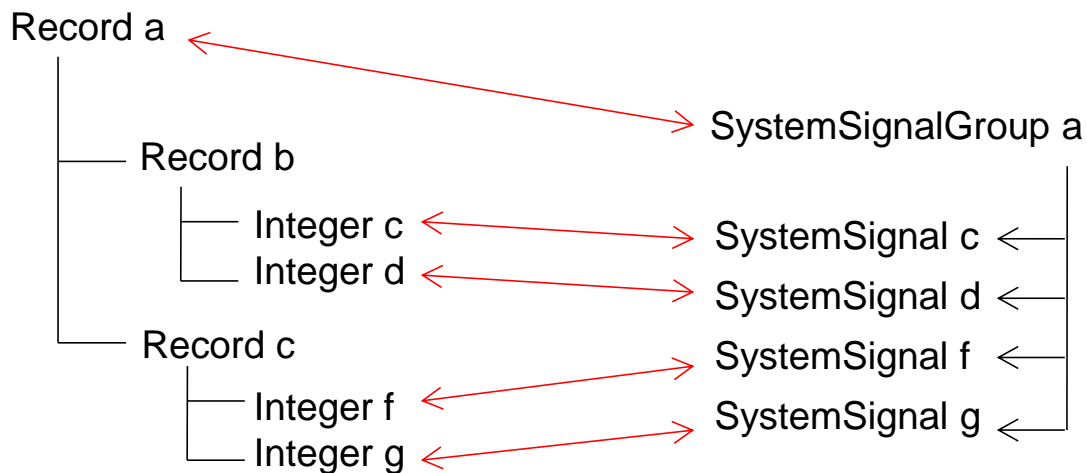 Record a
SystemSignalGroup a
Record b
Integer c
SystemSignal c
Integer d
SystemSignal d
Record c
SystemSignal f
Integer f
SystemSignal g
Integer g